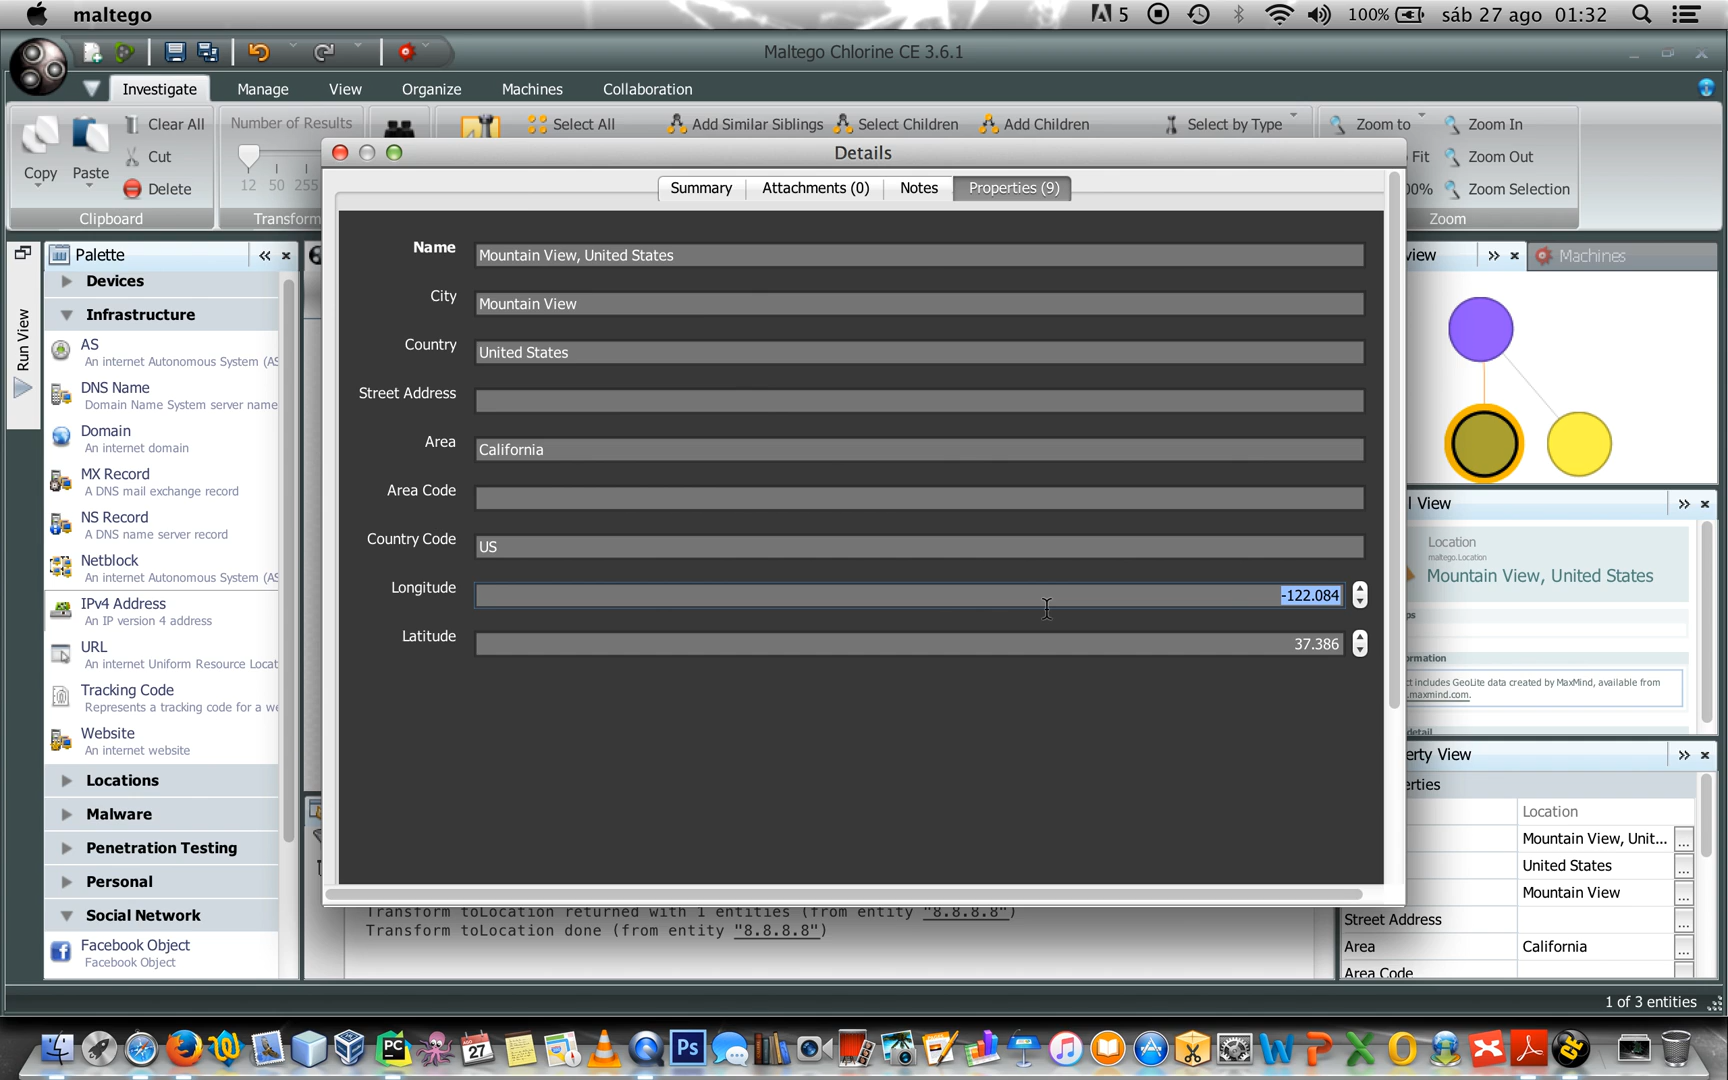 maltego
5
100%
sáb 27 ago 01:32
Maltego Chlorine CE 3.6.1
Investigate
Manage
View
Organize
Machines
Collaboration
Copy
Paste
Clear All
Cut
Delete
Clipboard
Number of Results
12 50 255
Transform
Select All
Add Similar Siblings
Select Children
Add Children
Select by Type
Zoom to
Fit
00%
Zoom In
Zoom Out
Zoom Selection
Zoom
Details
Summary
Attachments (0)
Notes
Properties (9)
Name
Mountain View, United States
City
Mountain View
Country
United States
Street Address
Area
California
Area Code
Country Code
US
Longitude
-122.084
Latitude
37.386
Run View
Palette
Devices
Infrastructure
AS
An internet Autonomous System (AS
DNS Name
Domain Name System server name
Domain
An internet domain
MX Record
A DNS mail exchange record
NS Record
A DNS name server record
Netblock
An internet Autonomous System (AS
IPv4 Address
An IP version 4 address
URL
An internet Uniform Resource Locat
Tracking Code
Represents a tracking code for a we
Website
An internet website
Locations
Malware
Penetration Testing
Personal
Social Network
Facebook Object
Facebook Object
view
Machines
l View
Location
maltego.Location
Mountain View, United States
ps
rmation
ct includes GeoLite data created by MaxMind, available from
.maxmind.com.
detail
erty View
erties
Location
Mountain View, Unit...
United States
Mountain View
Street Address
Area
California
Area Code
Transform toLocation returned with 1 entities (from entity "8.8.8.8")
Transform toLocation done (from entity "8.8.8.8")
1 of 3 entities
PC
27
Ps